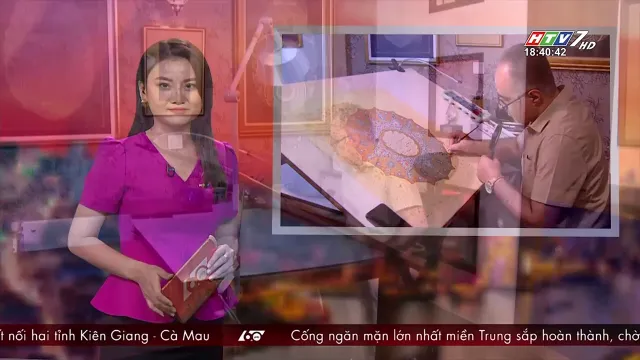 HTV7 HD
18:40:42
t nối hai tỉnh Kiên Giang - Cà Mau
60
Cống ngăn mặn lớn nhất miền Trung sắp hoàn thành, chờ